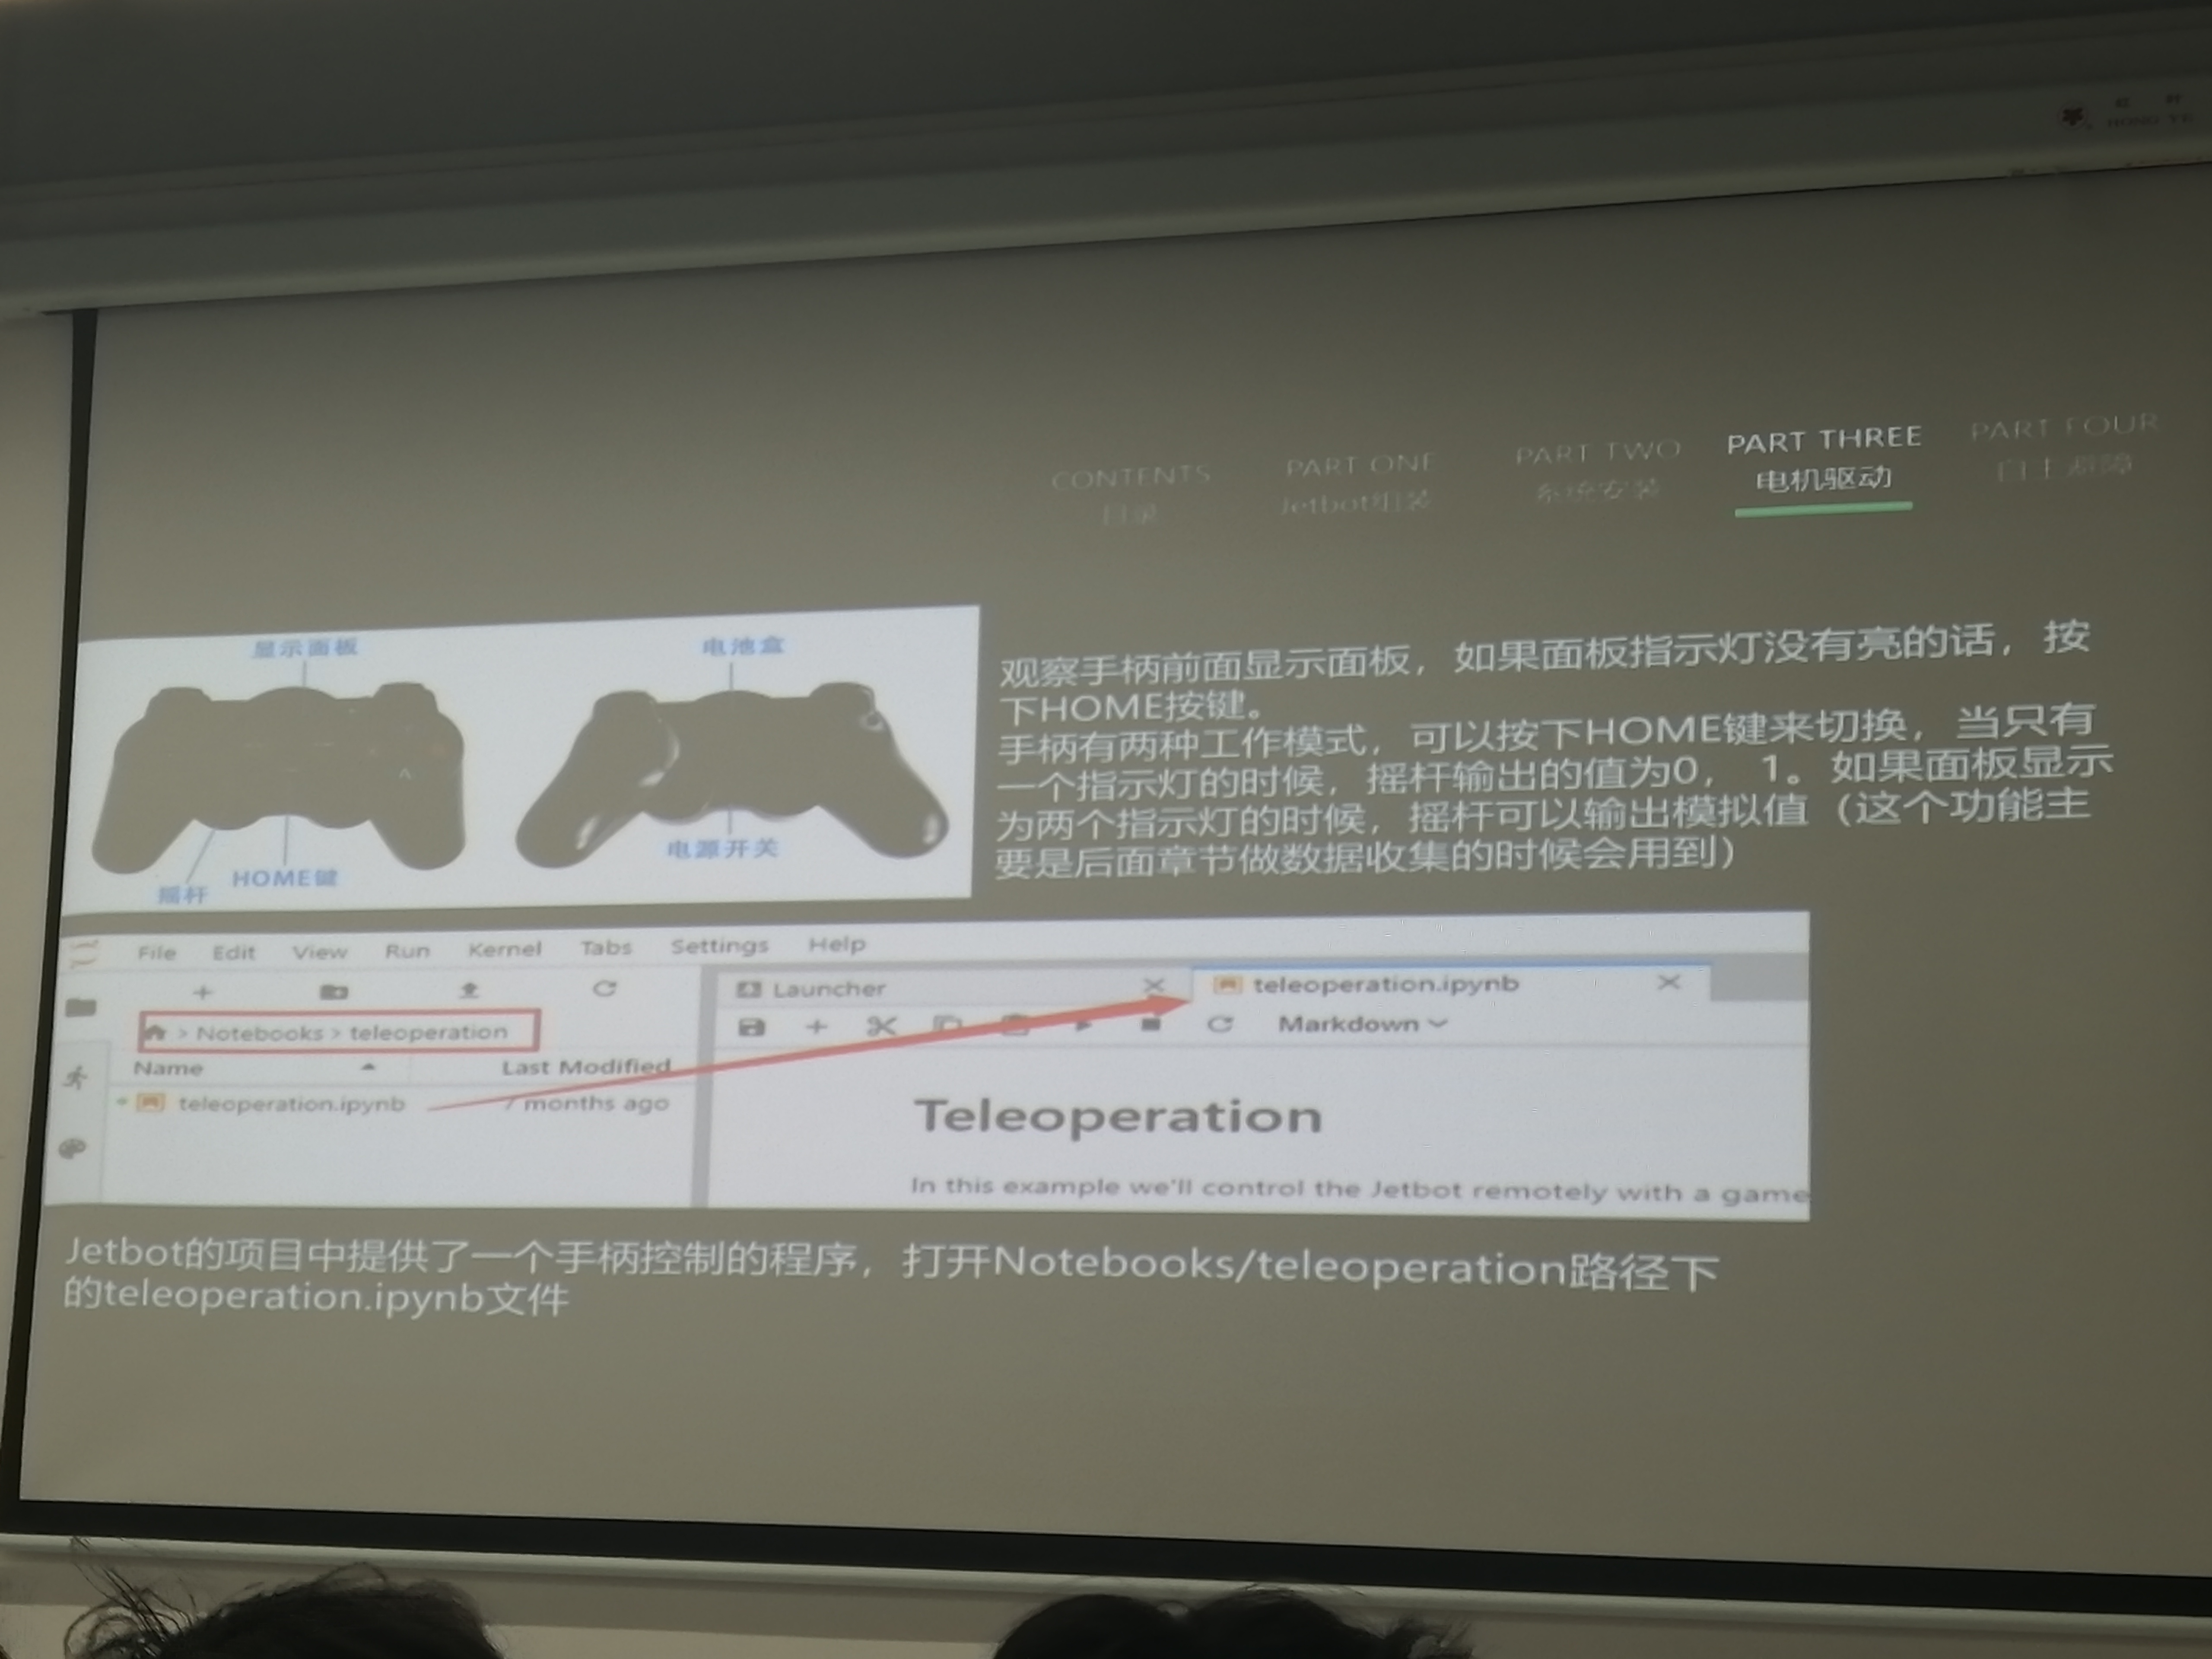 CONTENTS
目录
PART ONE
Jetbot组装
PART TWO
系统安装
PART THREE
电机驱动
PART FOUR
自主避障
显示面板
电池盒
摇杆
HOME键
电源开关
观察手柄前面显示面板，如果面板指示灯没有亮的话，按
下HOME按键。
手柄有两种工作模式，可以按下HOME键来切换，当只有
一个指示灯的时候，摇杆输出的值为0， 1。如果面板显示
为两个指示灯的时候，摇杆可以输出模拟值（这个功能主
要是后面章节做数据收集的时候会用到）
File Edit View Run Kernel Tabs Settings Help
Launcher
teleoperation.ipynb
> Notebooks > teleoperation
Markdown
Name Last Modified
teleoperation.ipynb 7 months ago
Teleoperation
In this example we'll control the Jetbot remotely with a game
Jetbot的项目中提供了一个手柄控制的程序，打开Notebooks/teleoperation路径下
的teleoperation.ipynb文件